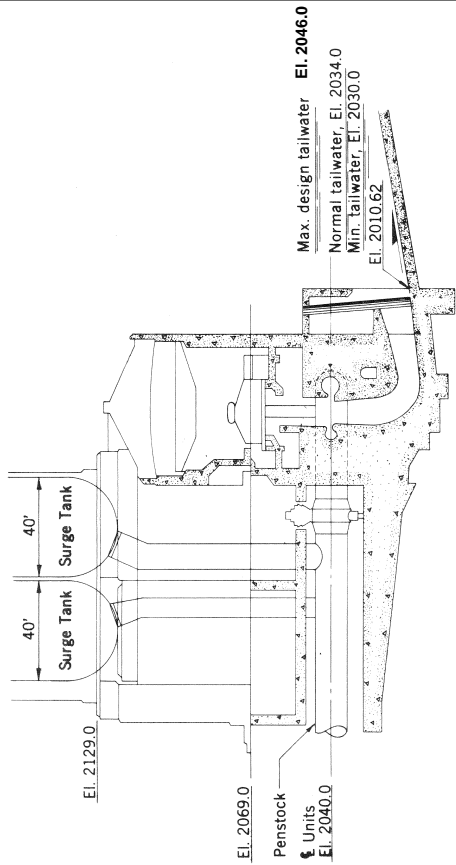 40'
Surge Tank
40'
Surge Tank
El. 2129.0
El. 2069.0
Penstock
℄ Units
El. 2040.0
Max. design tailwater El. 2046.0
Normal tailwater, El. 2034.0
Min. tailwater, El. 2030.0
El. 2010.62